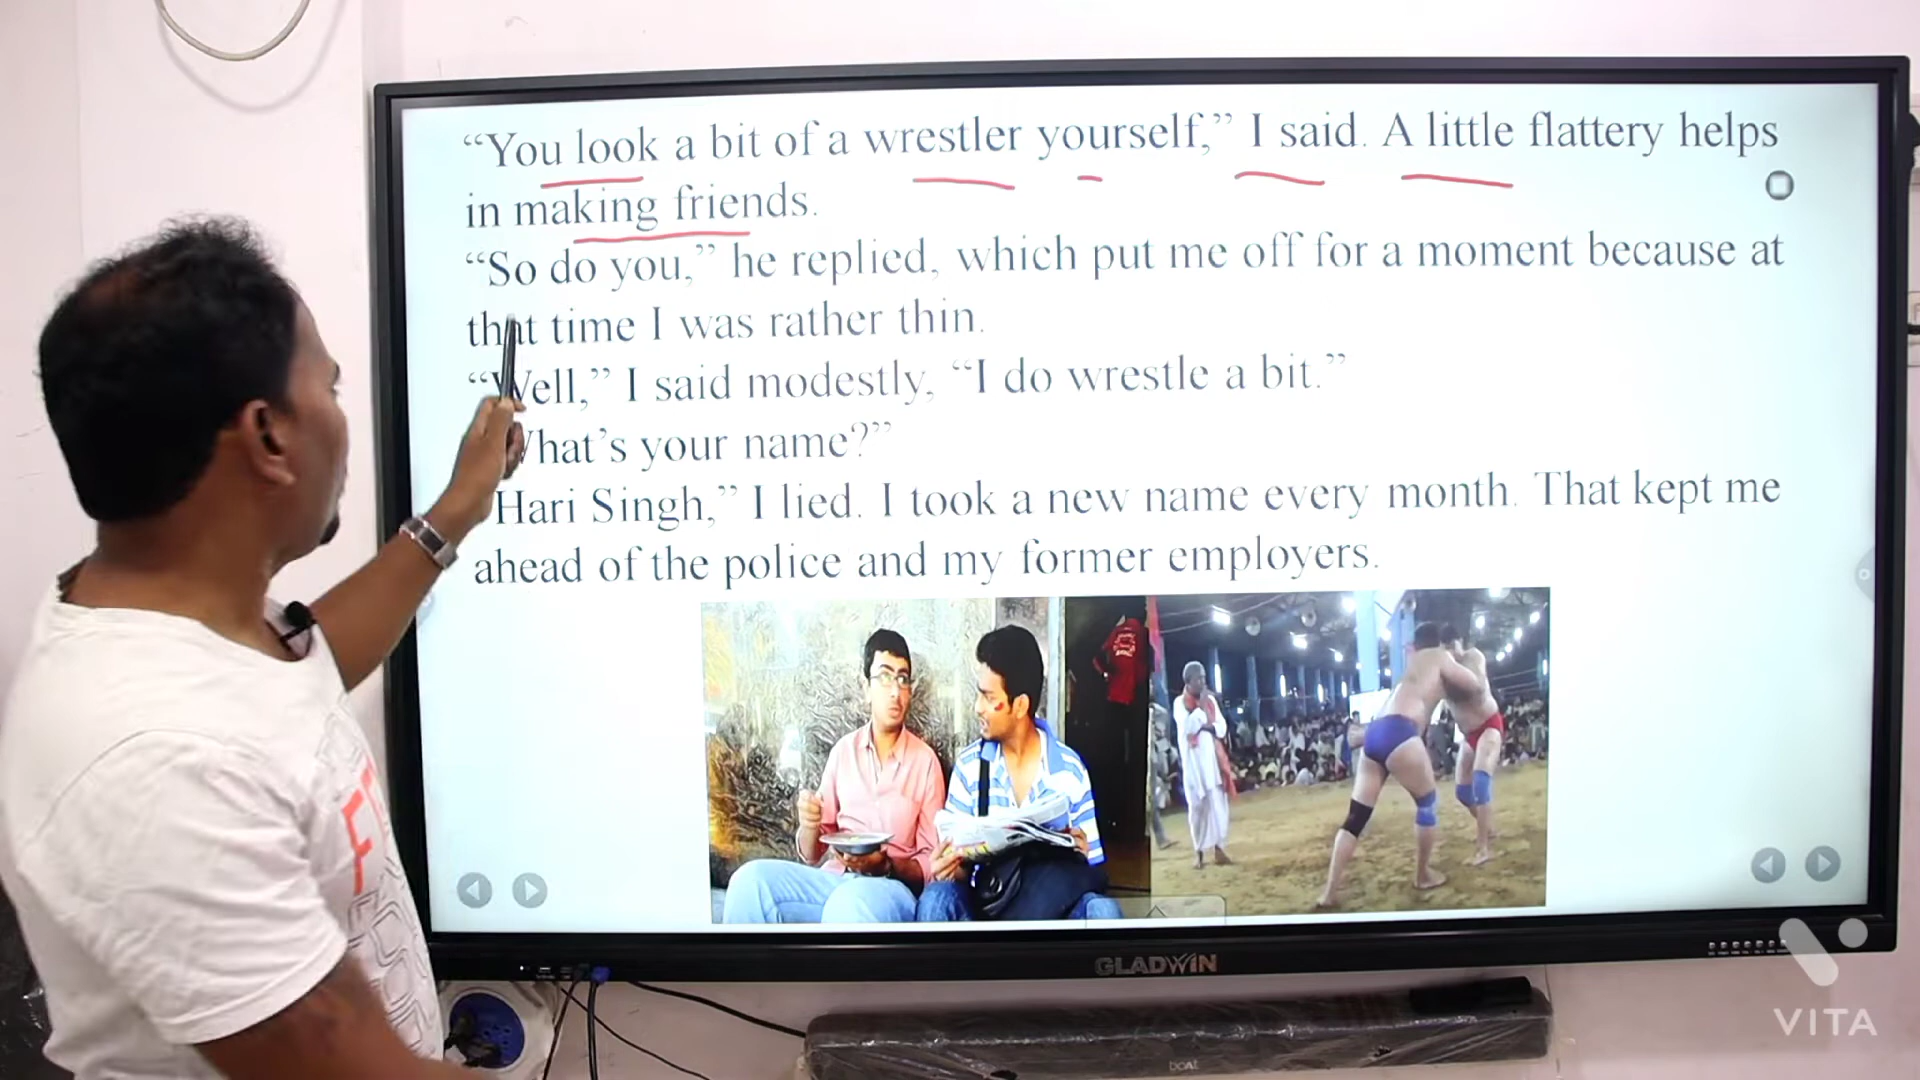 “You look a bit of a wrestler yourself,” I said. A little flattery helps
in making friends.
“So do you,” he replied, which put me off for a moment because at
that time I was rather thin.
“Well,” I said modestly, “I do wrestle a bit.”
What’s your name?”
Hari Singh,” I lied. I took a new name every month. That kept me
ahead of the police and my former employers.
GLADWIN
VITA
boAt